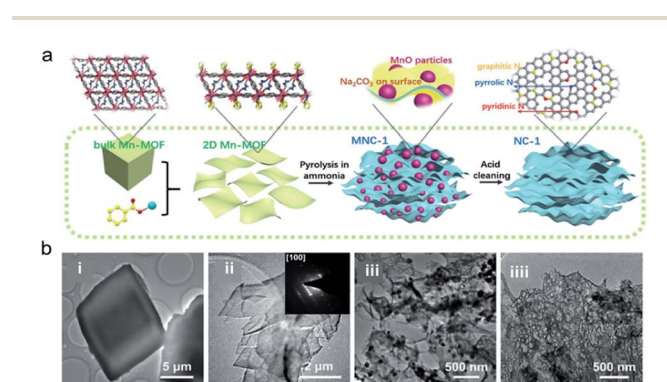 a
MnO particles
Na₂CO₃ on surface
graphitic N
pyrrolic N
pyridinic N
bulk Mn-MOF
2D Mn-MOF
MNC-1
NC-1
Pyrolysis in
ammonia
Acid
cleaning
b
i
ii
[100]
iii
iiii
5 μm
2 μm
500 nm
500 nm